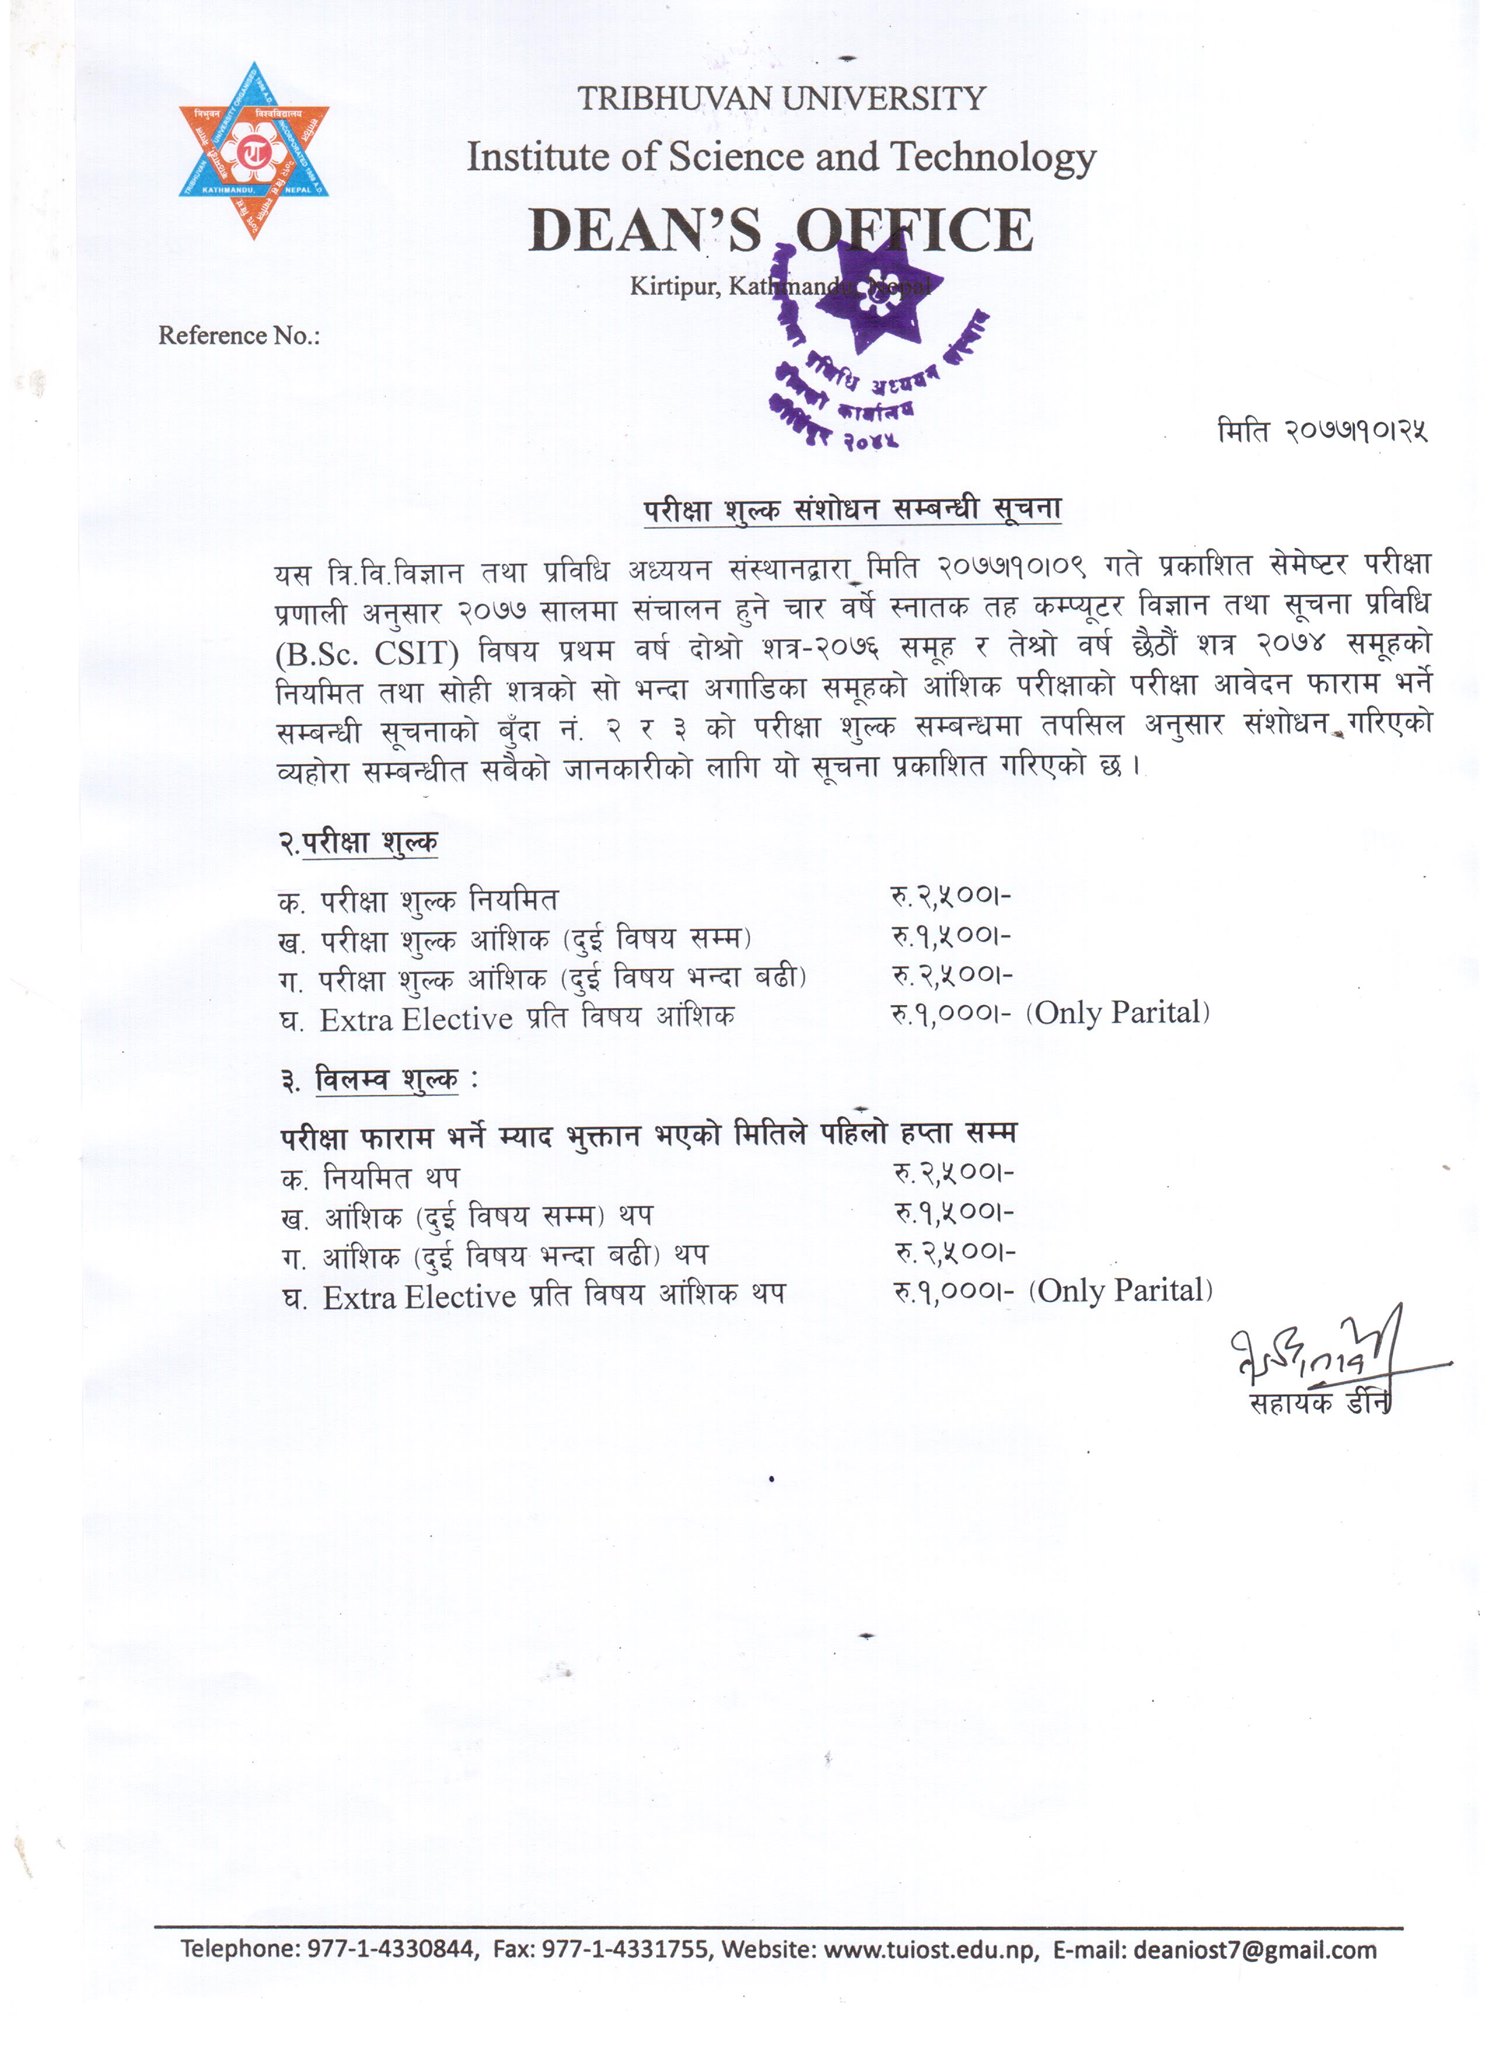 TRIBHUVAN UNIVERSITY
Institute of Science and Technology
DEAN'S OFFICE
Kirtipur, Kathmandu, Nepal
त्रिभुवन विश्वविद्यालय
KATHMANDU, NEPAL
Reference No.:
प्रविधि अध्ययन संस्थान
डीनको कार्यालय
कीर्तिपुर २०४५
मिति २०७७।१०।२५
परीक्षा शुल्क संशोधन सम्बन्धी सूचना
यस त्रि.वि.विज्ञान तथा प्रविधि अध्ययन संस्थानद्वारा मिति २०७७।१०।०९ गते प्रकाशित सेमेष्टर परीक्षा
प्रणाली अनुसार २०७७ सालमा संचालन हुने चार वर्षे स्नातक तह कम्प्यूटर विज्ञान तथा सूचना प्रविधि
(B.Sc. CSIT) विषय प्रथम वर्ष दोश्रो शत्र-२०७६ समूह र तेश्रो वर्ष छैठौं शत्र २०७४ समूहको
नियमित तथा सोही शत्रको सो भन्दा अगाडिका समूहको आंशिक परीक्षाको परीक्षा आवेदन फाराम भर्ने
सम्बन्धी सूचनाको बुँदा नं. २ र ३ को परीक्षा शुल्क सम्बन्धमा तपसिल अनुसार संशोधन गरिएको
व्यहोरा सम्बन्धीत सबैको जानकारीको लागि यो सूचना प्रकाशित गरिएको छ ।
२.परीक्षा शुल्क
क. परीक्षा शुल्क नियमित रु.२,५००।-
ख. परीक्षा शुल्क आंशिक (दुई विषय सम्म) रु.१,५००।-
ग. परीक्षा शुल्क आंशिक (दुई विषय भन्दा बढी) रु.२,५००।-
घ. Extra Elective प्रति विषय आंशिक रु.१,०००।- (Only Parital)
३. विलम्व शुल्क :
परीक्षा फाराम भर्ने म्याद भुक्तान भएको मितिले पहिलो हप्ता सम्म
क. नियमित थप रु.२,५००।-
ख. आंशिक (दुई विषय सम्म) थप रु.१,५००।-
ग. आंशिक (दुई विषय भन्दा बढी) थप रु.२,५००।-
घ. Extra Elective प्रति विषय आंशिक थप रु.१,०००।- (Only Parital)
सहायक डीन
Telephone: 977-1-4330844, Fax: 977-1-4331755, Website: www.tuiost.edu.np, E-mail: deaniost7@gmail.com